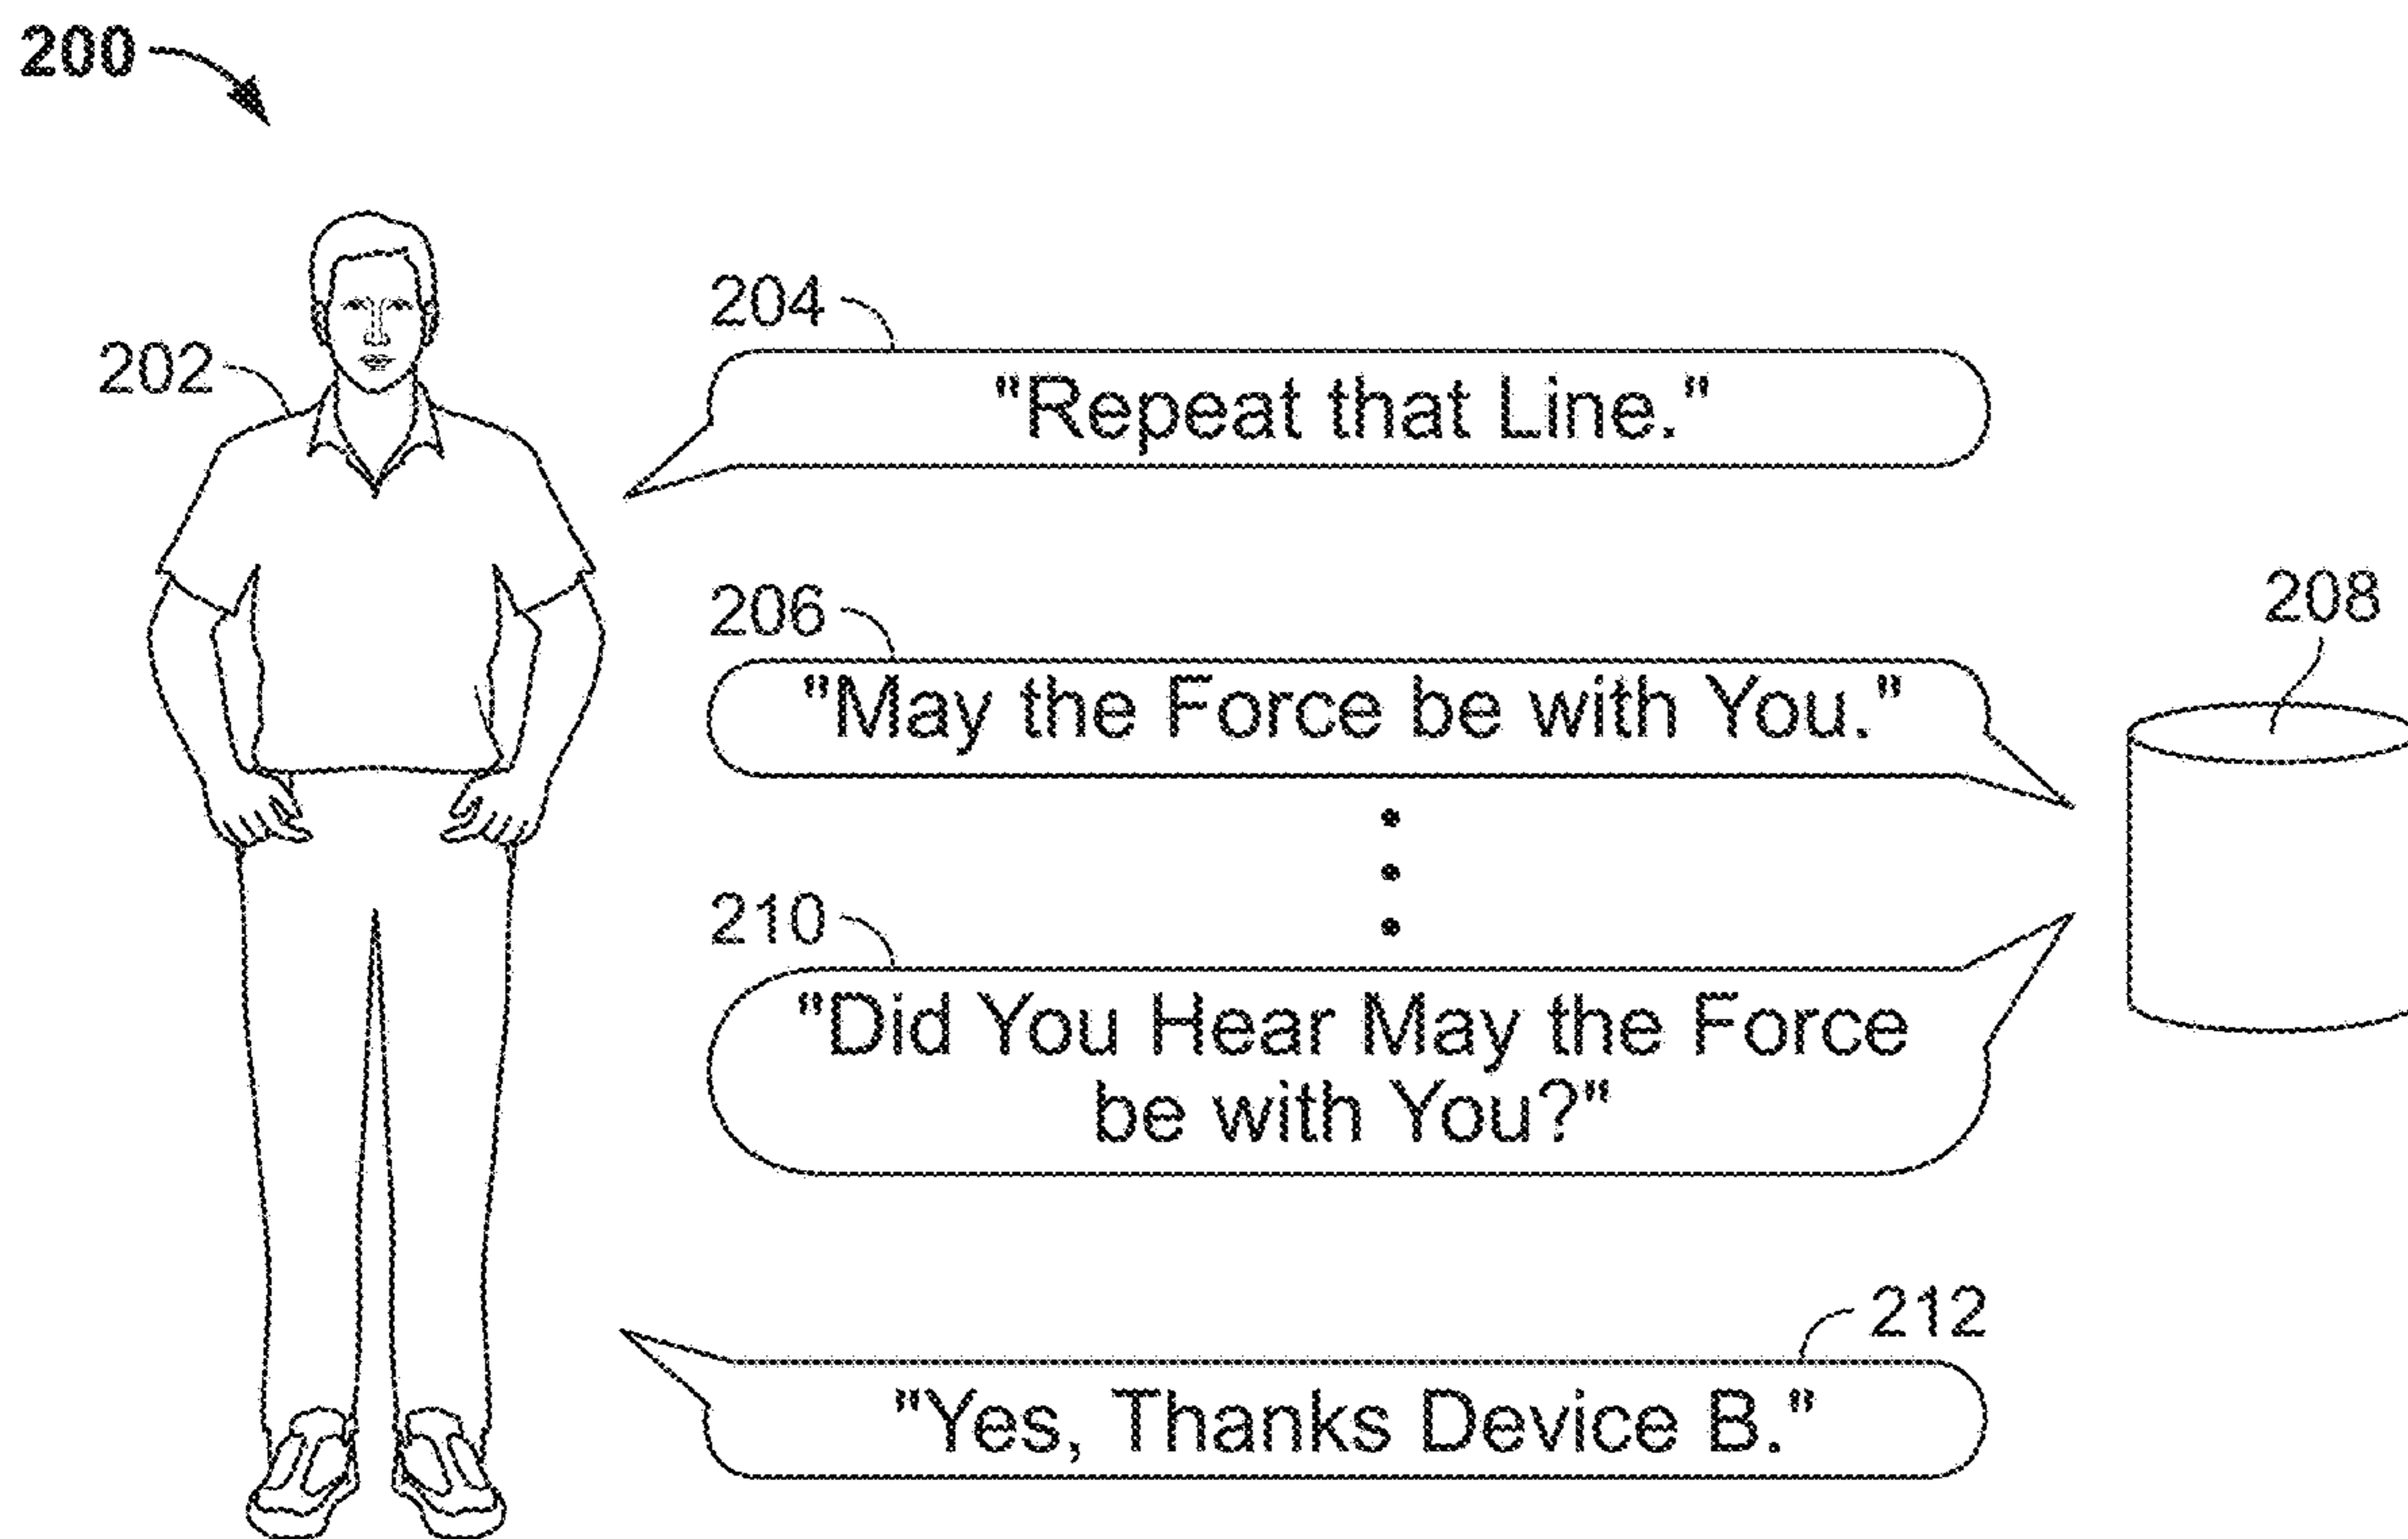 200
204
202
"Repeat that Line."
206
208
"May the Force be with You."
210
"Did You Hear May the Force
be with You?"
212
"Yes, Thanks Device B."